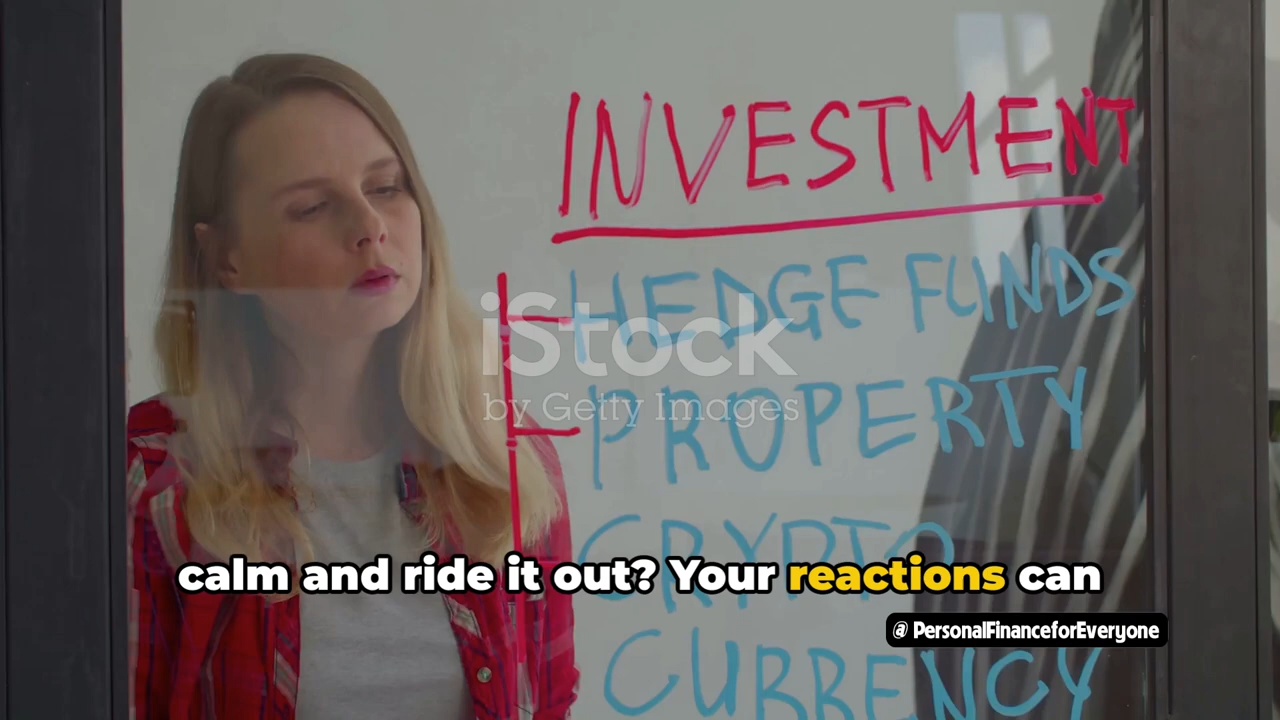 INVESTMENT
HEDGE FUNDS
iStock
by Getty Images
PROPERTY
CRYPTO
calm and ride it out? Your reactions can
@ PersonalFinanceforEveryone
CURRENCY